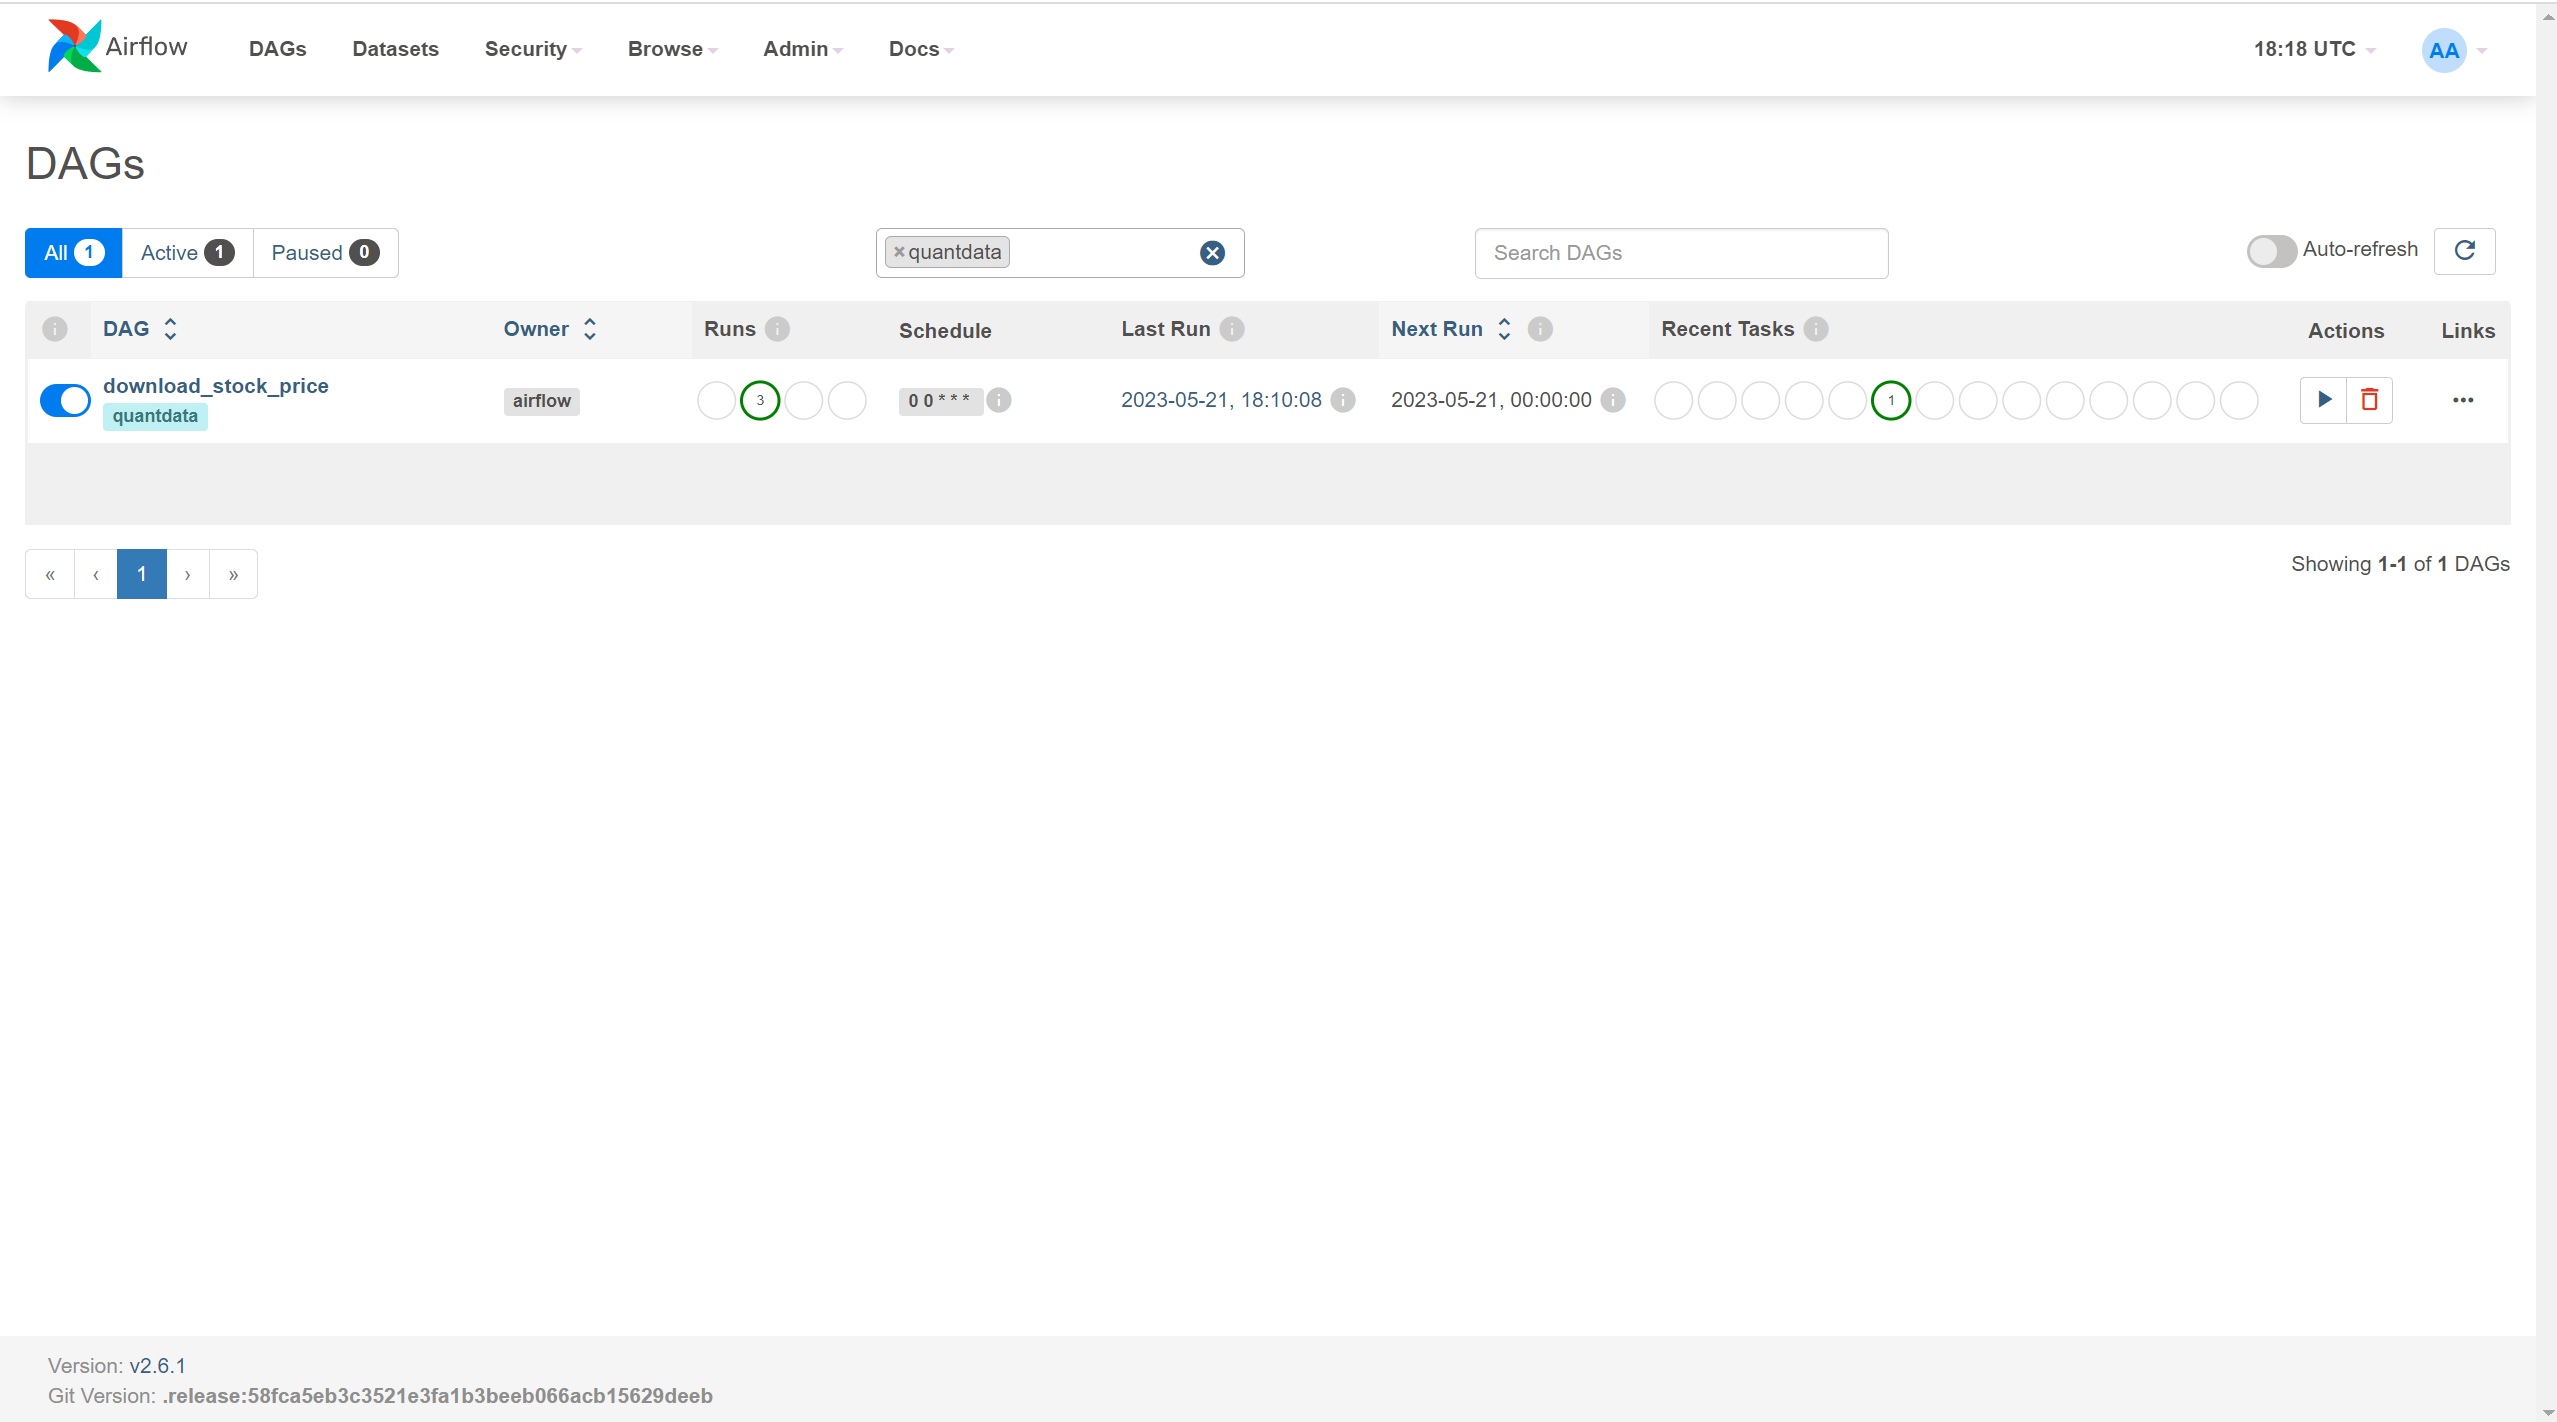 Airflow DAGs Datasets Security Browse Admin Docs 18:18 UTC AA
DAGs
All 1 Active 1 Paused 0 ×quantdata Search DAGs Auto-refresh
i DAG Owner Runs i Schedule Last Run i Next Run i Recent Tasks i Actions Links
download_stock_price airflow 3 0 0 * * * i 2023-05-21, 18:10:08 i 2023-05-21, 00:00:00 i 1 •••
quantdata
« ‹ 1 › » Showing 1-1 of 1 DAGs
Version: v2.6.1
Git Version: .release:58fca5eb3c3521e3fa1b3beeb066acb15629deeb